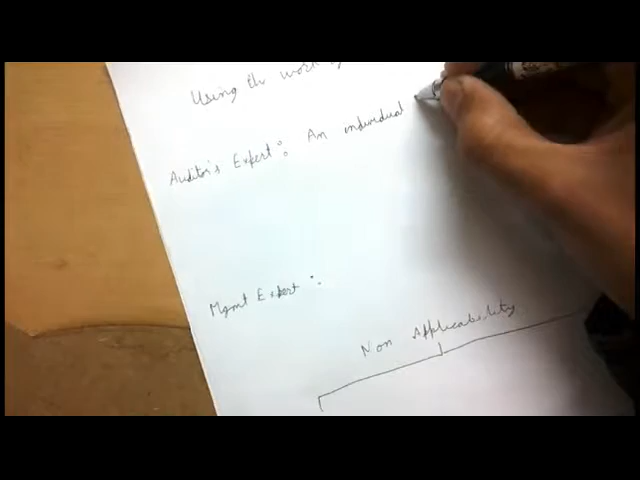 Using the work
Auditor's Expert : An individual
Mgmt Expert :
Non Applicability